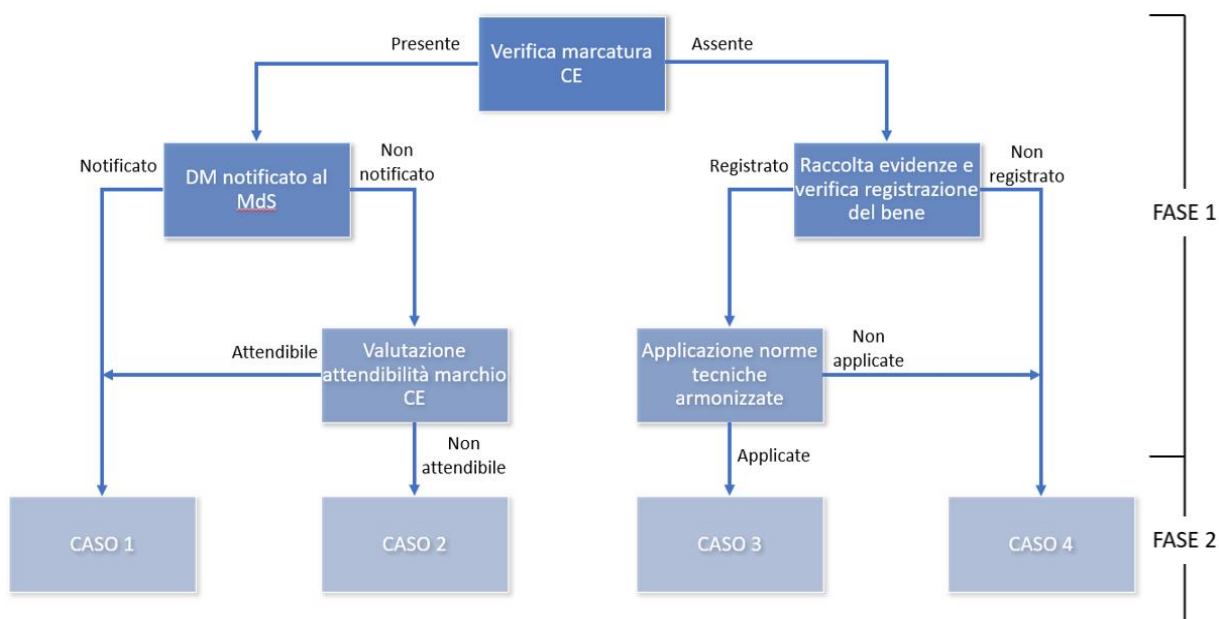 Presente
Verifica marcatura
CE
Assente
Notificato
DM notificato al
MdS
Non
notificato
Registrato
Raccolta evidenze e
verifica registrazione
del bene
Non
registrato
FASE 1
Attendibile
Valutazione
attendibilità marchio
CE
Applicazione norme
tecniche
armonizzate
Non
applicate
Non
attendibile
Applicate
CASO 1
CASO 2
CASO 3
CASO 4
FASE 2